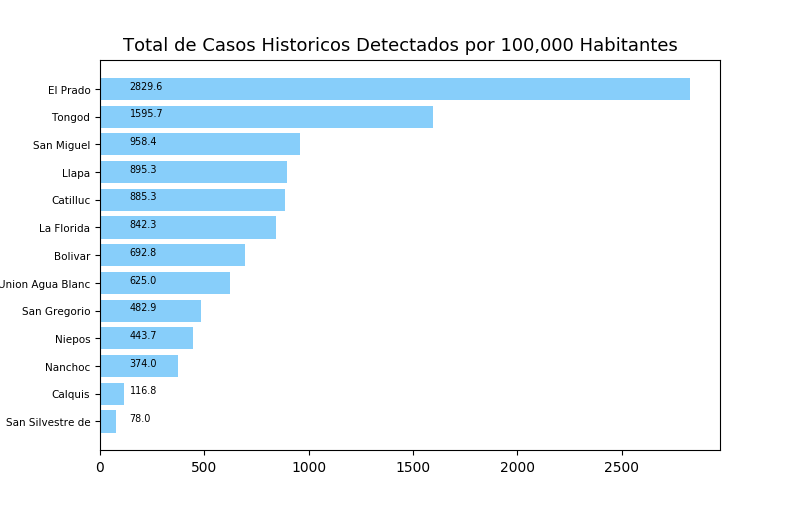 Total de Casos Historicos Detectados por 100,000 Habitantes
El Prado 2829.6
Tongod 1595.7
San Miguel 958.4
Llapa 895.3
Catilluc 885.3
La Florida 842.3
Bolivar 692.8
Union Agua Blanc 625.0
San Gregorio 482.9
Niepos 443.7
Nanchoc 374.0
Calquis 116.8
San Silvestre de 78.0
0 500 1000 1500 2000 2500